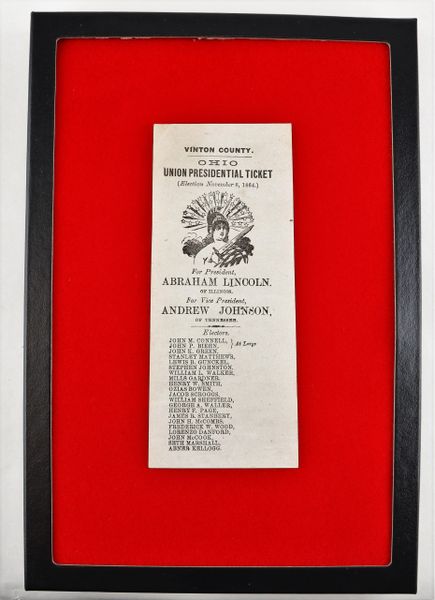 VINTON COUNTY.
OHIO
UNION PRESIDENTIAL TICKET
(Election November 8, 1864.)
For President,
ABRAHAM LINCOLN.
OF ILLINOIS.
For Vice President,
ANDREW JOHNSON,
OF TENNESSEE.
Electors.
JOHN M. CONNELL,
JOHN P. BIEHN, } At Large
JOHN K. GREEN,
STANLEY MATTHEWS,
LEWIS B. GUNCKEL,
STEPHEN JOHNSTON,
WILLIAM L. WALKER,
MILLS GARDNER,
HENRY W. SMITH,
OZIAS BOWEN,
JACOB SCROGGS,
WILLIAM SHEFFIELD,
GEORGE A. WALLER,
HENRY F. PAGE,
JAMES R. STANBERY,
JOHN H. McCOMBS,
FREDERICK W. WOOD,
LORENZO DANFORD,
JOHN McCOOK,
SETH MARSHALL,
ABNER KELLOGG.